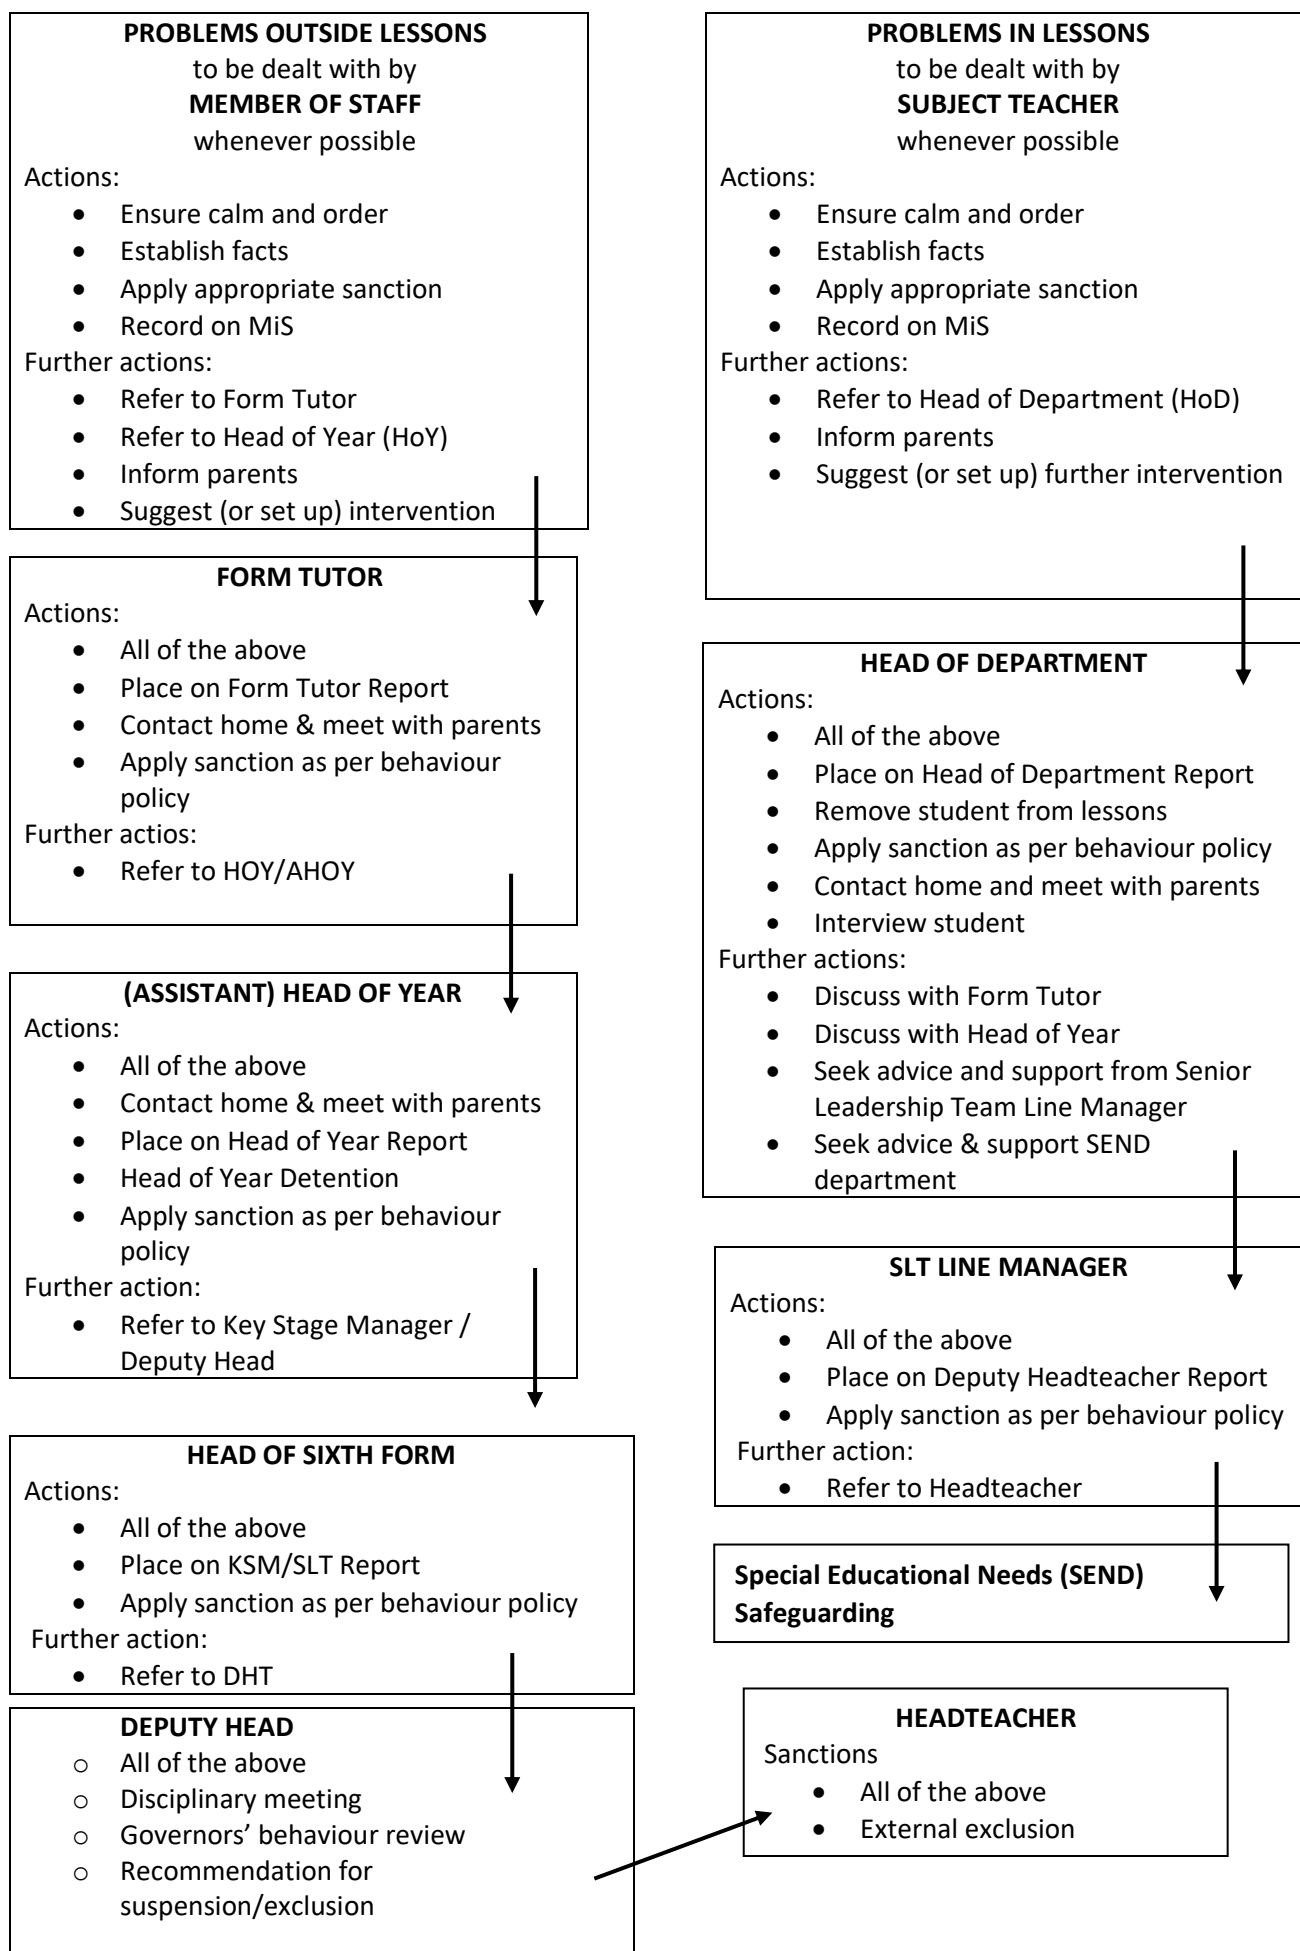 PROBLEMS OUTSIDE LESSONS
to be dealt with by
MEMBER OF STAFF
whenever possible
Actions:
• Ensure calm and order
• Establish facts
• Apply appropriate sanction
• Record on MiS
Further actions:
• Refer to Form Tutor
• Refer to Head of Year (HoY)
• Inform parents
• Suggest (or set up) intervention
FORM TUTOR
Actions:
• All of the above
• Place on Form Tutor Report
• Contact home & meet with parents
• Apply sanction as per behaviour
policy
Further actios:
• Refer to HOY/AHOY
(ASSISTANT) HEAD OF YEAR
Actions:
• All of the above
• Contact home & meet with parents
• Place on Head of Year Report
• Head of Year Detention
• Apply sanction as per behaviour
policy
Further action:
• Refer to Key Stage Manager /
Deputy Head
HEAD OF SIXTH FORM
Actions:
• All of the above
• Place on KSM/SLT Report
• Apply sanction as per behaviour policy
Further action:
• Refer to DHT
DEPUTY HEAD
o All of the above
o Disciplinary meeting
o Governors’ behaviour review
o Recommendation for
suspension/exclusion
PROBLEMS IN LESSONS
to be dealt with by
SUBJECT TEACHER
whenever possible
Actions:
• Ensure calm and order
• Establish facts
• Apply appropriate sanction
• Record on MiS
Further actions:
• Refer to Head of Department (HoD)
• Inform parents
• Suggest (or set up) further intervention
HEAD OF DEPARTMENT
Actions:
• All of the above
• Place on Head of Department Report
• Remove student from lessons
• Apply sanction as per behaviour policy
• Contact home and meet with parents
• Interview student
Further actions:
• Discuss with Form Tutor
• Discuss with Head of Year
• Seek advice and support from Senior
Leadership Team Line Manager
• Seek advice & support SEND
department
SLT LINE MANAGER
Actions:
• All of the above
• Place on Deputy Headteacher Report
• Apply sanction as per behaviour policy
Further action:
• Refer to Headteacher
Special Educational Needs (SEND)
Safeguarding
HEADTEACHER
Sanctions
• All of the above
• External exclusion